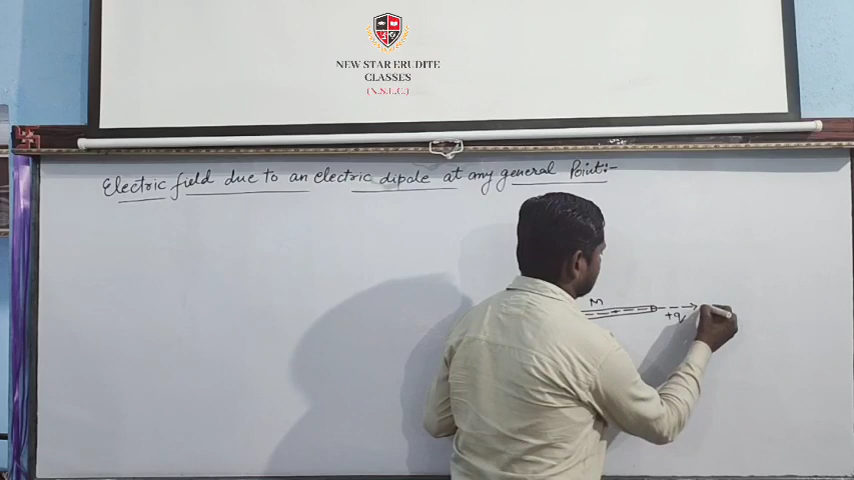 NEW STAR ERUDITE
CLASSES
(N.S.E.C.)
Electric field due to an electric dipole at any general Point:-
M
+q